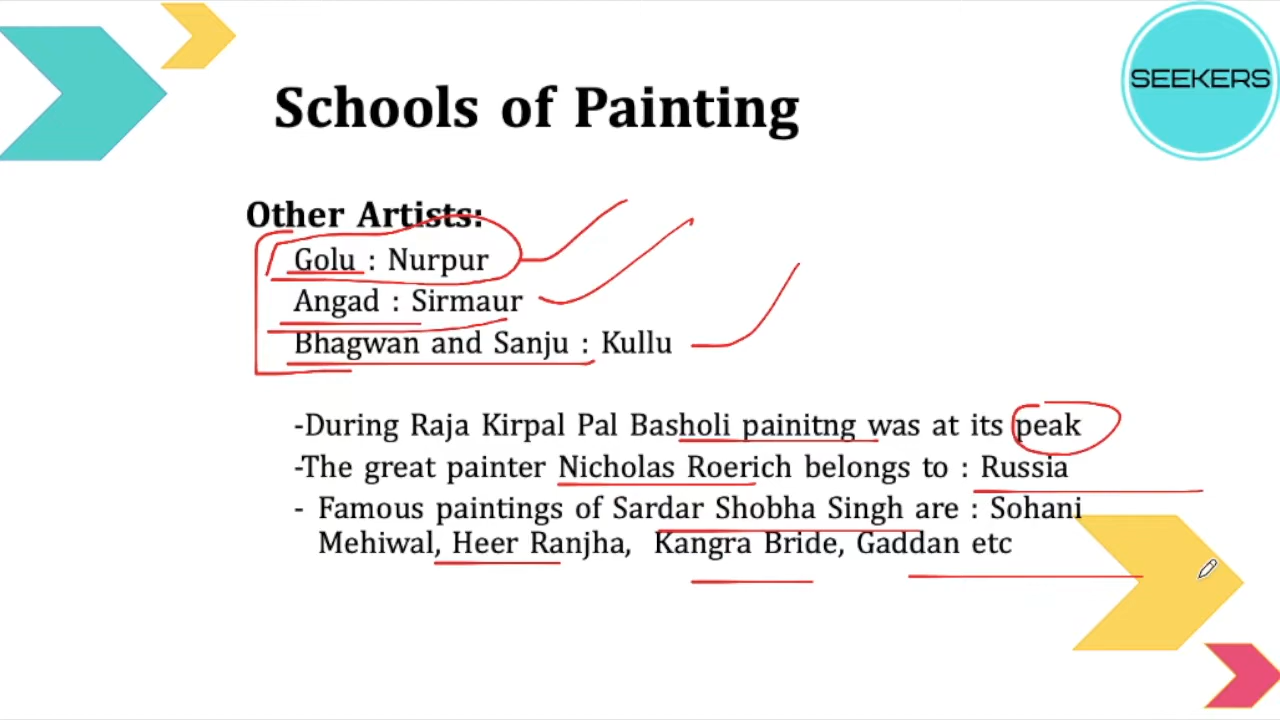 SEEKERS
Schools of Painting
Other Artists:
Golu : Nurpur
Angad : Sirmaur
Bhagwan and Sanju : Kullu
-During Raja Kirpal Pal Basholi painitng was at its peak
-The great painter Nicholas Roerich belongs to : Russia
- Famous paintings of Sardar Shobha Singh are : Sohani
Mehiwal, Heer Ranjha, Kangra Bride, Gaddan etc